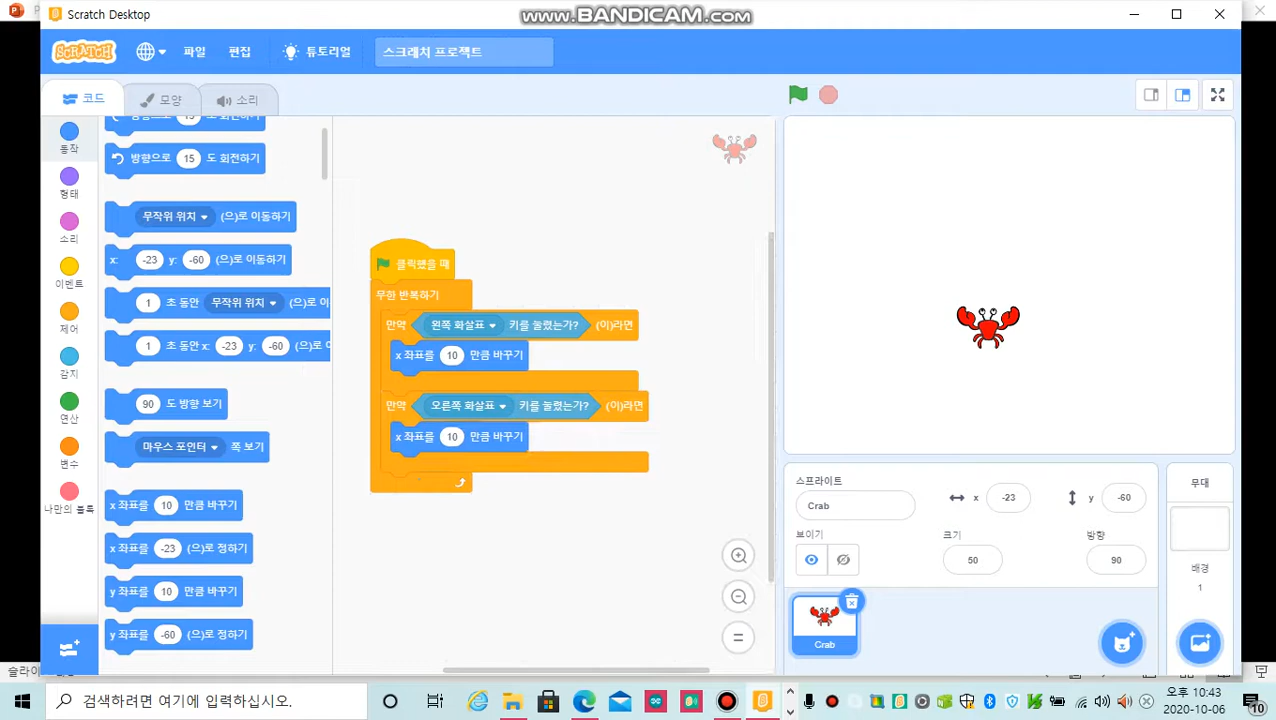 Scratch Desktop
www.BANDICAM.com
SCRATCH 파일 편집 튜토리얼 스크래치 프로젝트
코드 모양 소리
동작
형태
소리
이벤트
제어
감지
연산
변수
나만의 블록
방향으로 15 도 회전하기
무작위 위치 (으)로 이동하기
x: -23 y: -60 (으)로 이동하기
1 초 동안 무작위 위치 (으)로 이
1 초 동안 x: -23 y: -60 (으)로
90 도 방향 보기
마우스 포인터 쪽 보기
x 좌표를 10 만큼 바꾸기
x 좌표를 -23 (으)로 정하기
y 좌표를 10 만큼 바꾸기
y 좌표를 -60 (으)로 정하기
클릭했을 때
무한 반복하기
만약 왼쪽 화살표 키를 눌렀는가? (이)라면
x 좌표를 10 만큼 바꾸기
만약 오른쪽 화살표 키를 눌렀는가? (이)라면
x 좌표를 10 만큼 바꾸기
스프라이트 x -23 y -60
Crab
보이기 크기 방향
50 90
Crab
무대
배경
1
슬라이
검색하려면 여기에 입력하십시오.
오후 10:43
2020-10-06
10